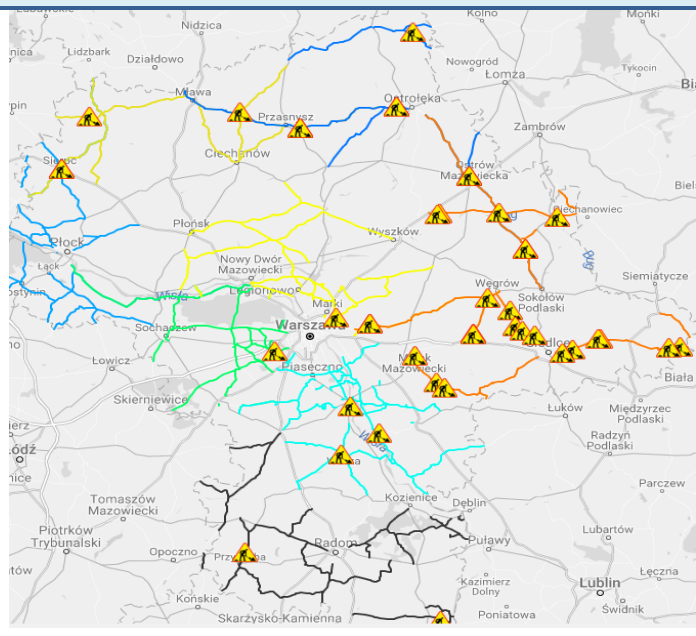 Nidzica
Kolno
Mońki
Lidzbark
Działdowo
Nowogród
Łomża
Tykocin
Mława
Ostrołęka
Przasnysz
Zambrów
Ciechanów
Ostrów
Mazowiecka
Ciechanowiec
Płońsk
Wyszków
Płock
Łąck
Nowy Dwór
Mazowiecki
Bug
Siemiatycze
Legionowo
Wisła
Węgrów
Sokołów
Podlaski
Marki
Sochaczew
Warszawa
Łowicz
Piaseczno
Mazowiecki
Biała
Skierniewice
Łuków
Międzyrzec
Podlaski
Radzyń
Podlaski
Wisła
Parczew
Kozienice
Dęblin
Tomaszów
Mazowiecki
Piotrków
Trybunalski
Opoczno
Radom
Puławy
Lubartów
Łęczna
Kazimierz
Dolny
Lublin
Końskie
Świdnik
Poniatowa
Skarżysko-Kamienna